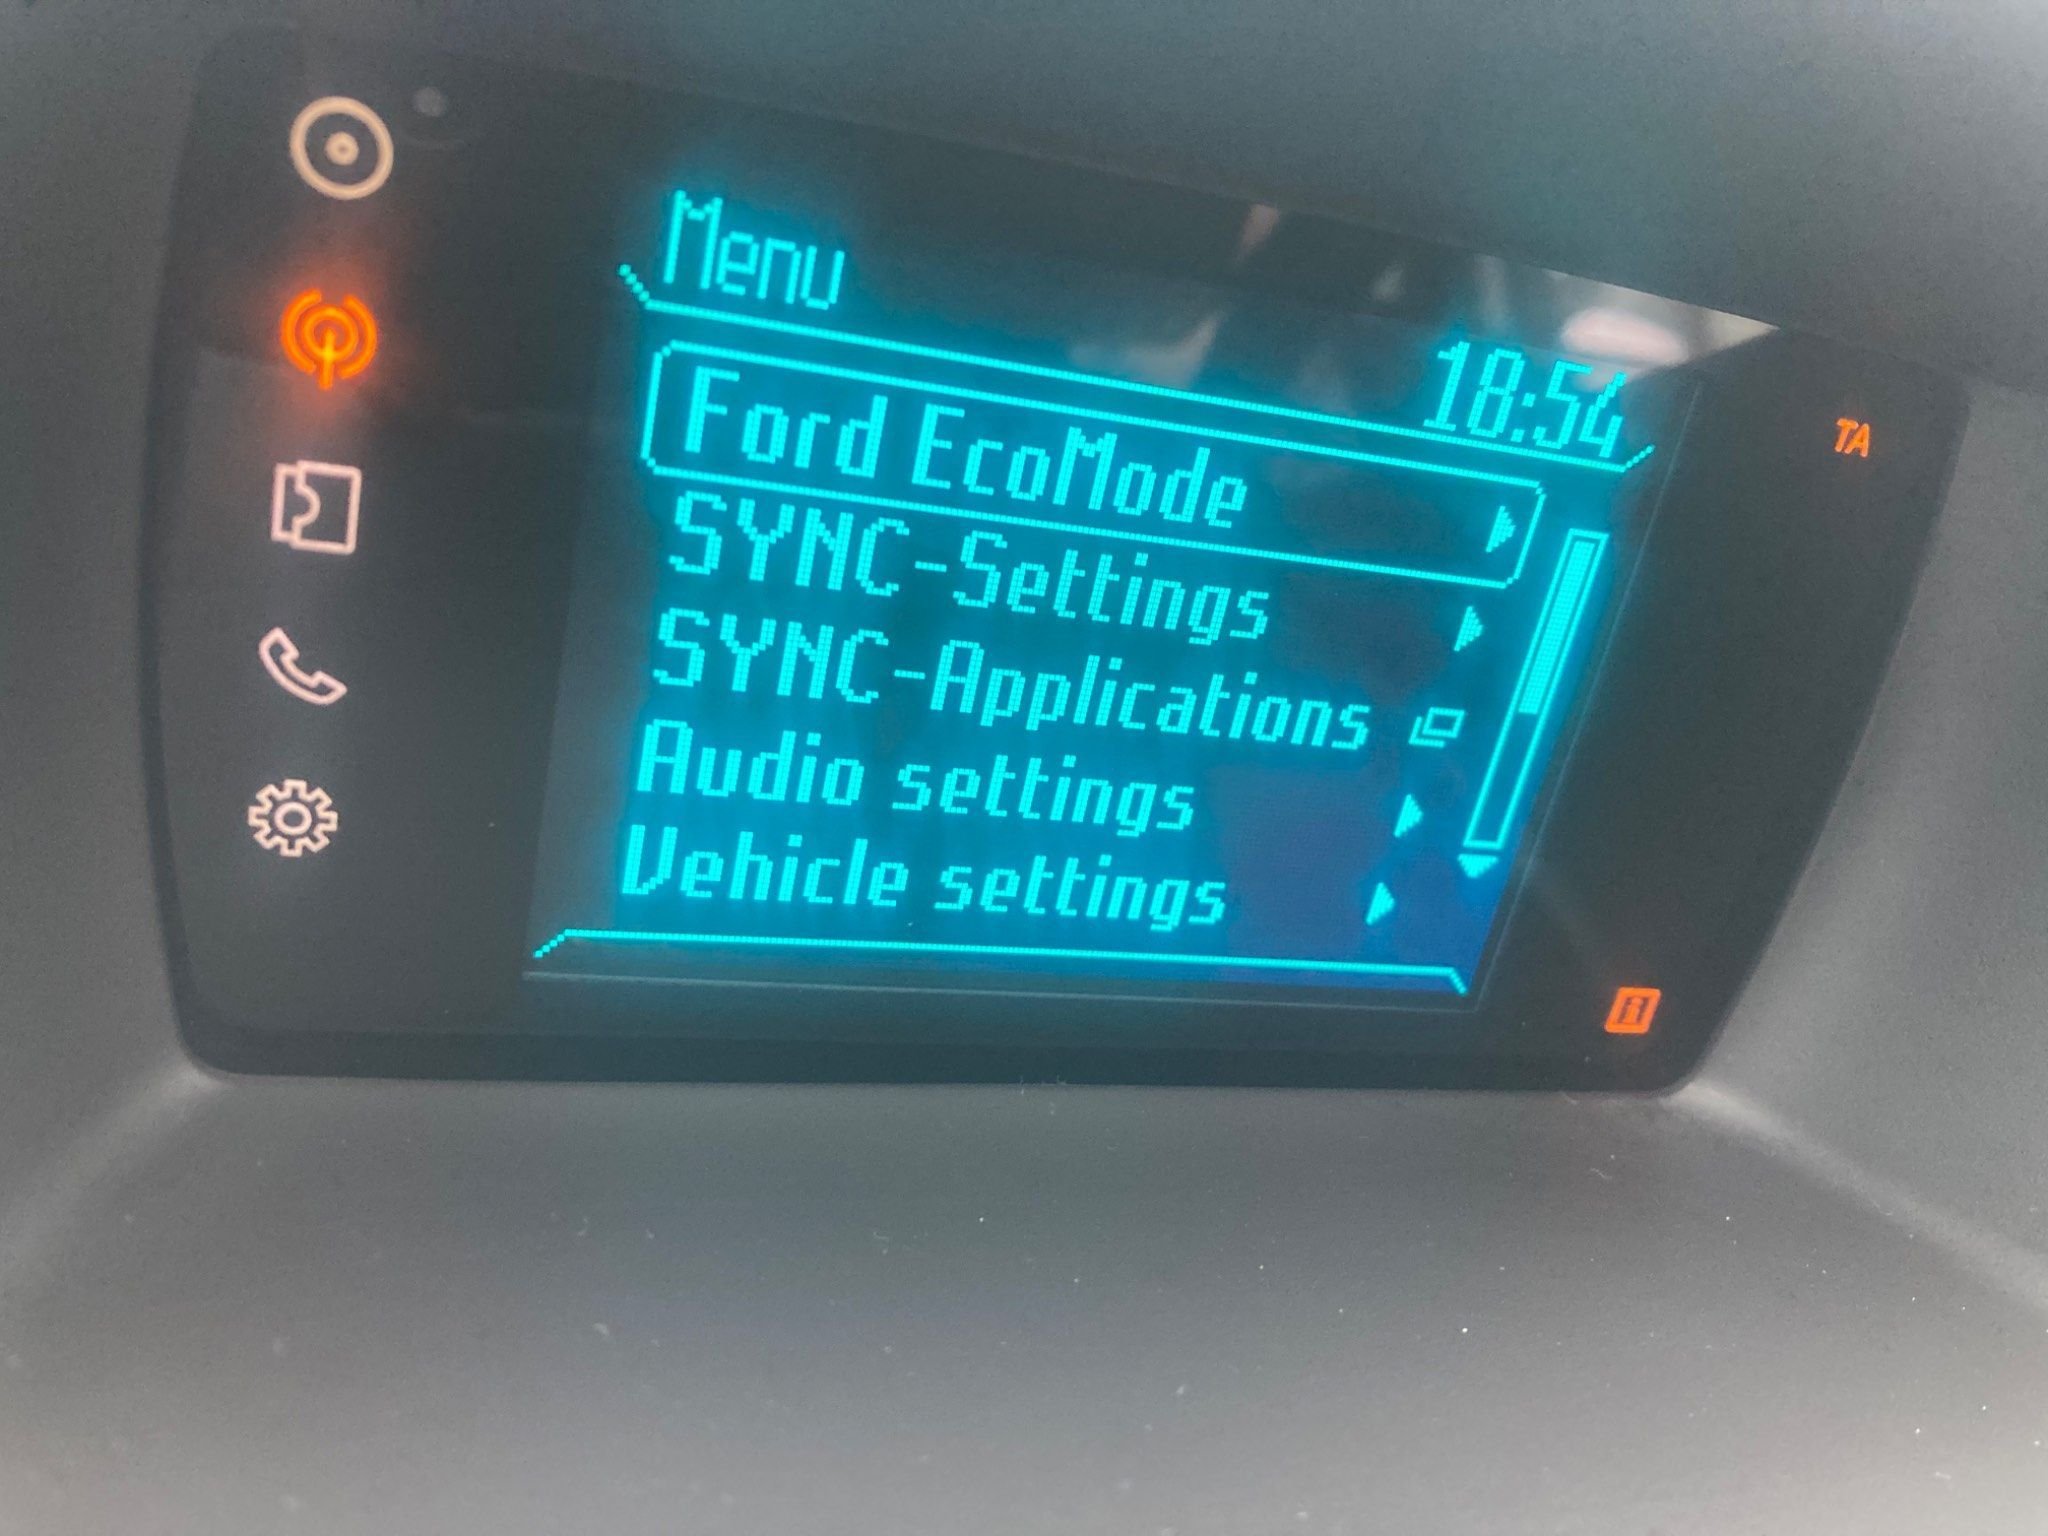 Menu
18:54
TA
Ford EcoMode
SYNC-Settings
SYNC-Applications
Audio settings
Vehicle settings
i